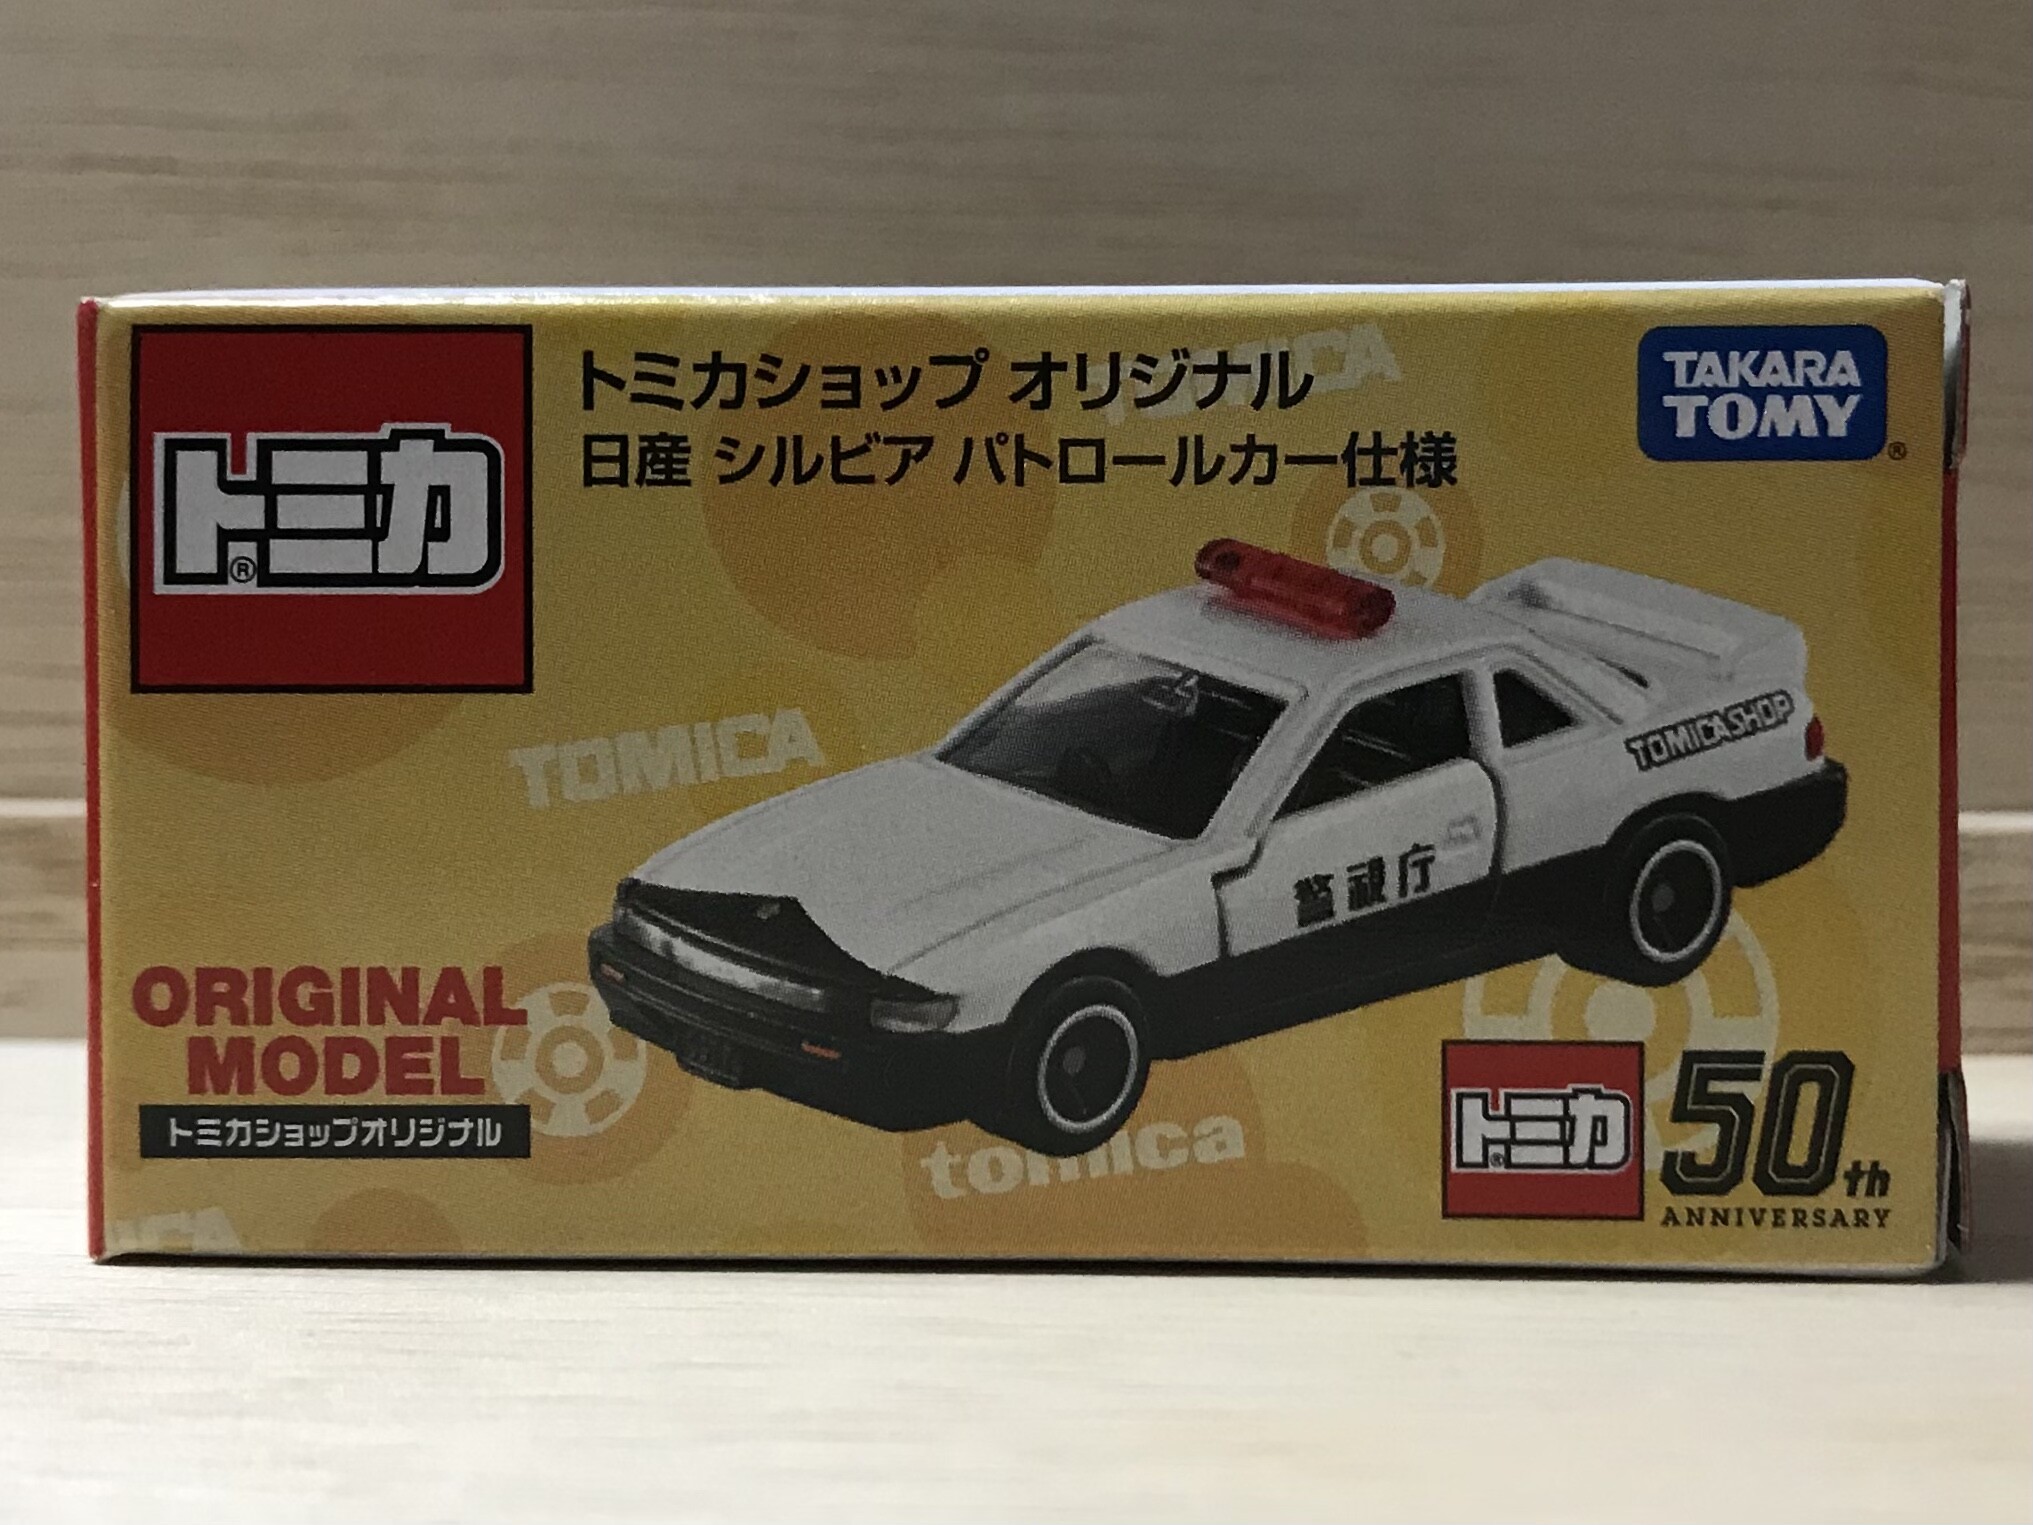 トミカ®
トミカショップ オリジナル
日産 シルビア パトロールカー仕様
TAKARA
TOMY®
TOMICA
TOMICA
TOMICASHOP
警視庁
ORIGINAL
MODEL
トミカショップオリジナル
tomica
トミカ®
50th
ANNIVERSARY